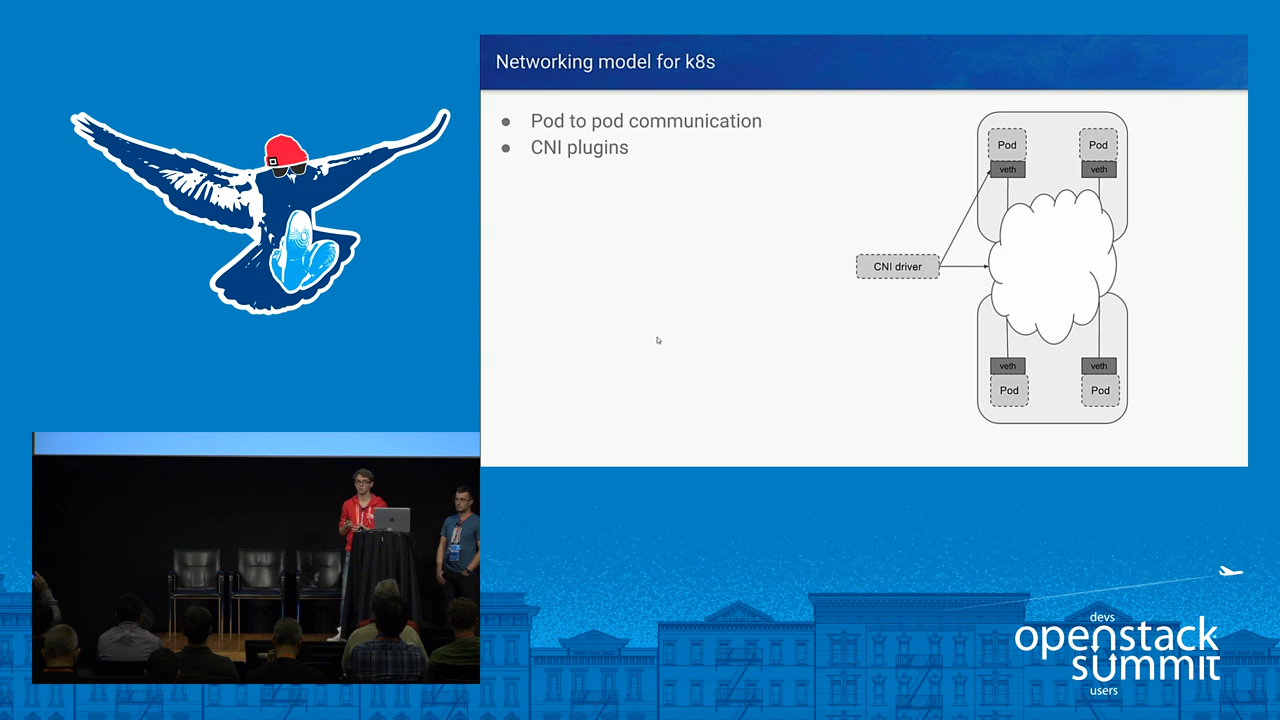 Networking model for k8s
Pod to pod communication
CNI plugins
Pod
Pod
veth
veth
CNI driver
veth
veth
Pod
Pod
devs
openstack
summit
users